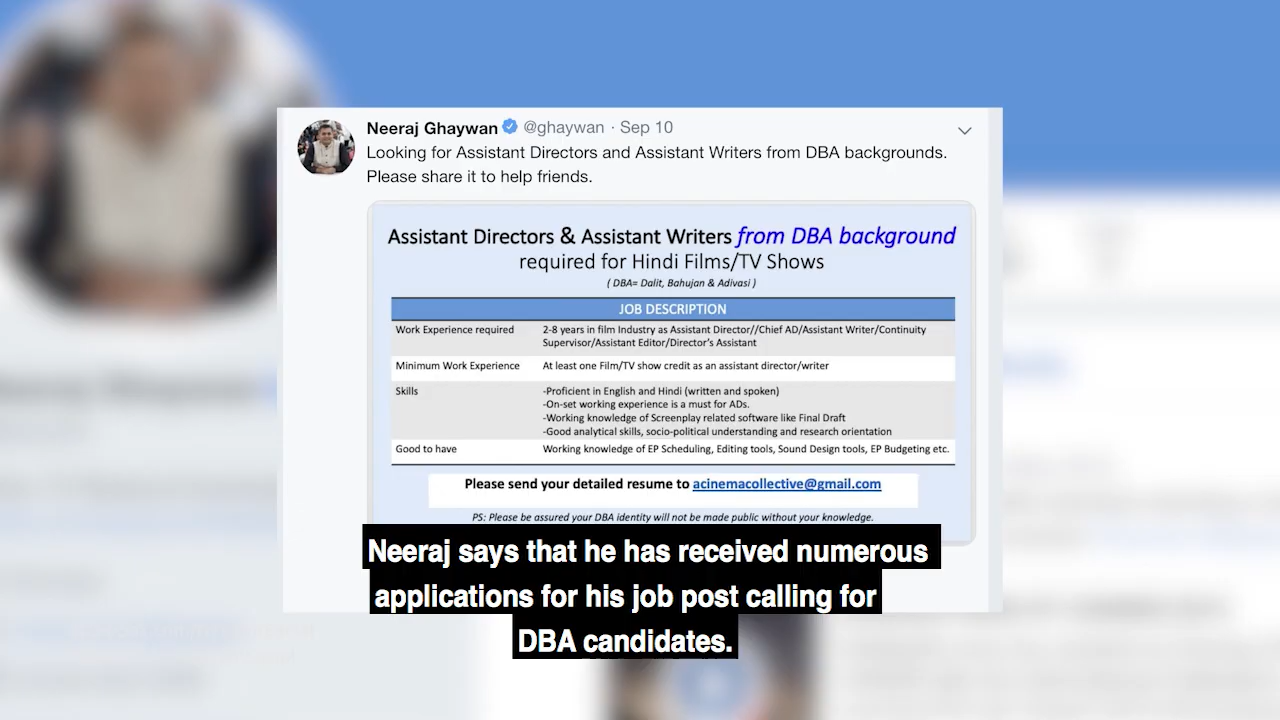 Neeraj Ghaywan @ghaywan · Sep 10
Looking for Assistant Directors and Assistant Writers from DBA backgrounds.
Please share it to help friends.
Assistant Directors & Assistant Writers from DBA background
required for Hindi Films/TV Shows
( DBA= Dalit, Bahujan & Adivasi )
JOB DESCRIPTION
Work Experience required 2-8 years in film Industry as Assistant Director//Chief AD/Assistant Writer/Continuity
Supervisor/Assistant Editor/Director's Assistant
Minimum Work Experience At least one Film/TV show credit as an assistant director/writer
Skills -Proficient in English and Hindi (written and spoken)
-On-set working experience is a must for ADs.
-Working knowledge of Screenplay related software like Final Draft
-Good analytical skills, socio-political understanding and research orientation
Good to have Working knowledge of EP Scheduling, Editing tools, Sound Design tools, EP Budgeting etc.
Please send your detailed resume to acinemacollective@gmail.com
PS: Please be assured your DBA identity will not be made public without your knowledge.
Neeraj says that he has received numerous
applications for his job post calling for
DBA candidates.